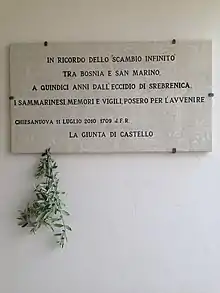 IN RICORDO DELLO "SCAMBIO INFINITO"
TRA BOSNIA E SAN MARINO,
A QUINDICI ANNI DALL'ECCIDIO DI SREBRENICA,
I SAMMARINESI, MEMORI E VIGILI, POSERO PER L'AVVENIRE
CHIESANUOVA 11 LUGLIO 2010 - 1709 d.F.R.
LA GIUNTA DI CASTELLO